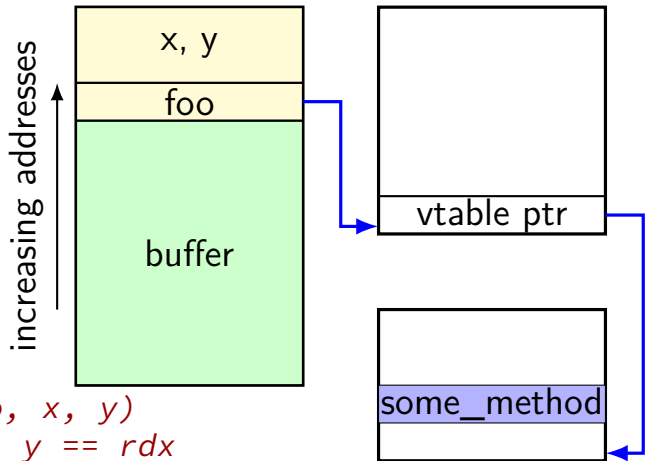 x, y
foo
buffer
increasing addresses
vtable ptr
some_method
, x, y)
y == rdx